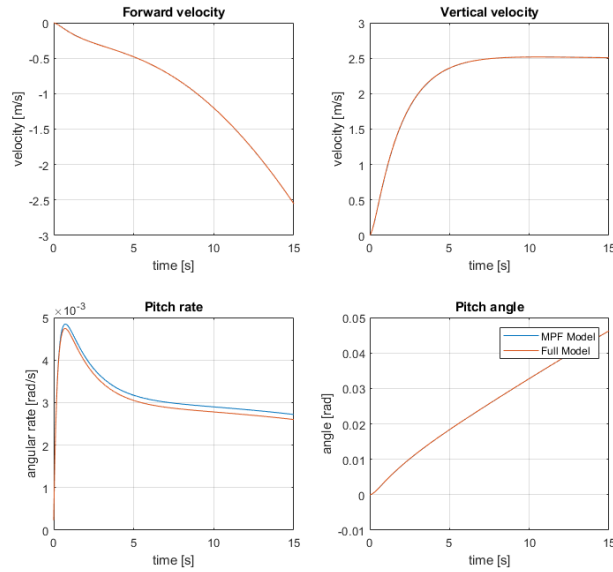 Forward velocity
0
-0.5
-1
-1.5
-2
-2.5
-3
velocity [m/s]
0 5 10 15
time [s]
Vertical velocity
3
2.5
2
1.5
1
0.5
0
velocity [m/s]
0 5 10 15
time [s]
Pitch rate
×10⁻³
5
4
3
2
1
0
angular rate [rad/s]
0 5 10 15
time [s]
Pitch angle
0.05
0.04
0.03
0.02
0.01
0
-0.01
angle [rad]
MPF Model
Full Model
0 5 10 15
time [s]